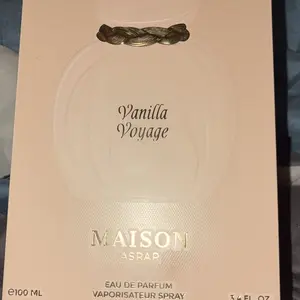 Vanilla
Voyage
MAISON
ASRAR
EAU DE PARFUM
℮100 ML VAPORISATEUR SPRAY 3.4 FL. OZ